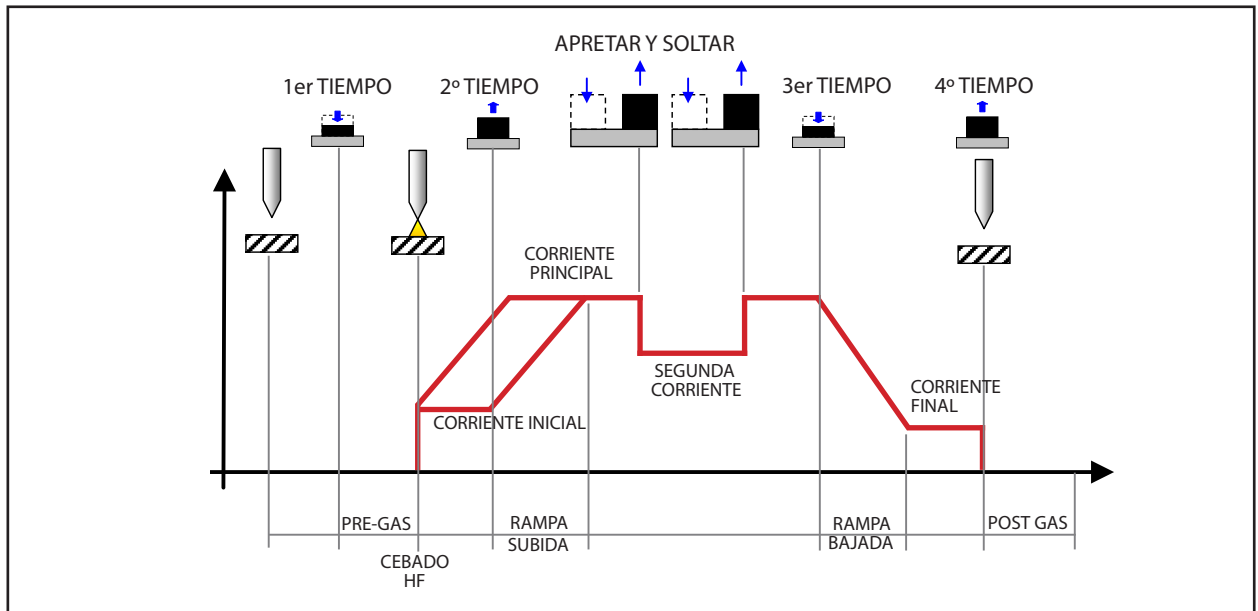 APRETAR Y SOLTAR
1er TIEMPO
2º TIEMPO
3er TIEMPO
4º TIEMPO
CORRIENTE
PRINCIPAL
SEGUNDA
CORRIENTE
CORRIENTE
FINAL
CORRIENTE INICIAL
PRE-GAS
CEBADO
HF
RAMPA
SUBIDA
RAMPA
BAJADA
POST GAS